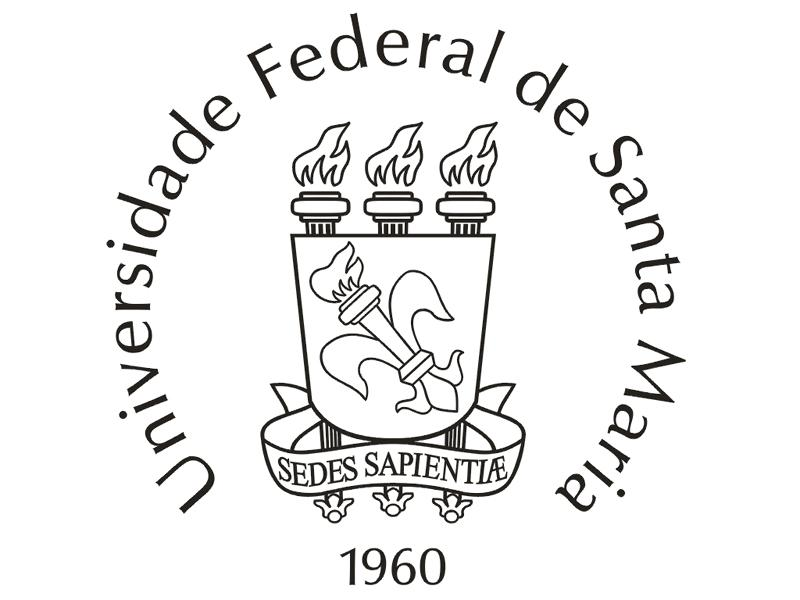 Universidade Federal de Santa Maria
SEDES SAPIENTIÆ
1960